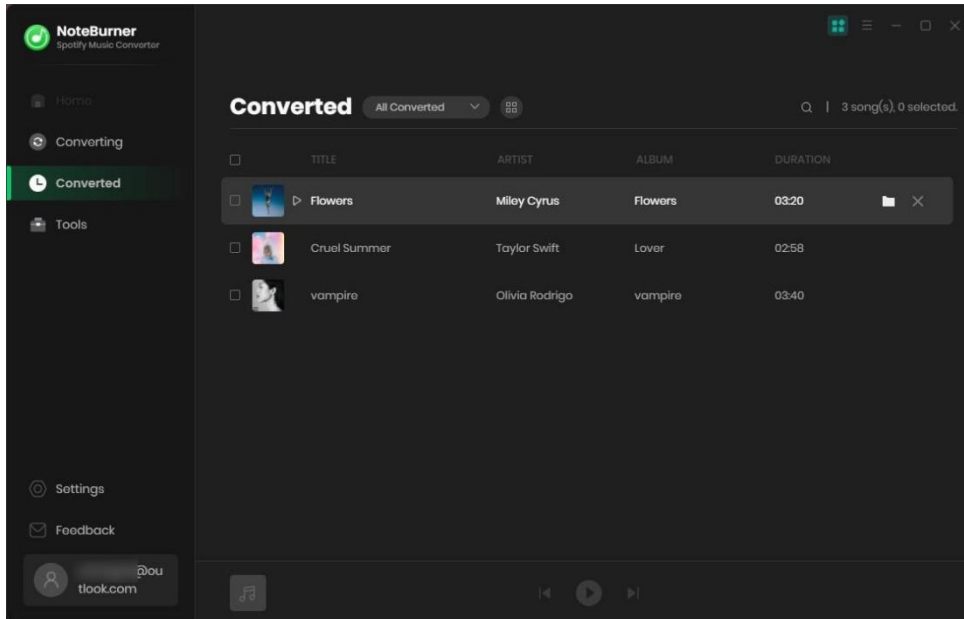 NoteBurner
Spotify Music Converter
Home
Converting
Converted
Tools
Settings
Feedback
@ou
tlook.com
Converted
All Converted
3 song(s), 0 selected.
TITLE ARTIST ALBUM DURATION
Flowers Miley Cyrus Flowers 03:20
Cruel Summer Taylor Swift Lover 02:58
vampire Olivia Rodrigo vampire 03:40